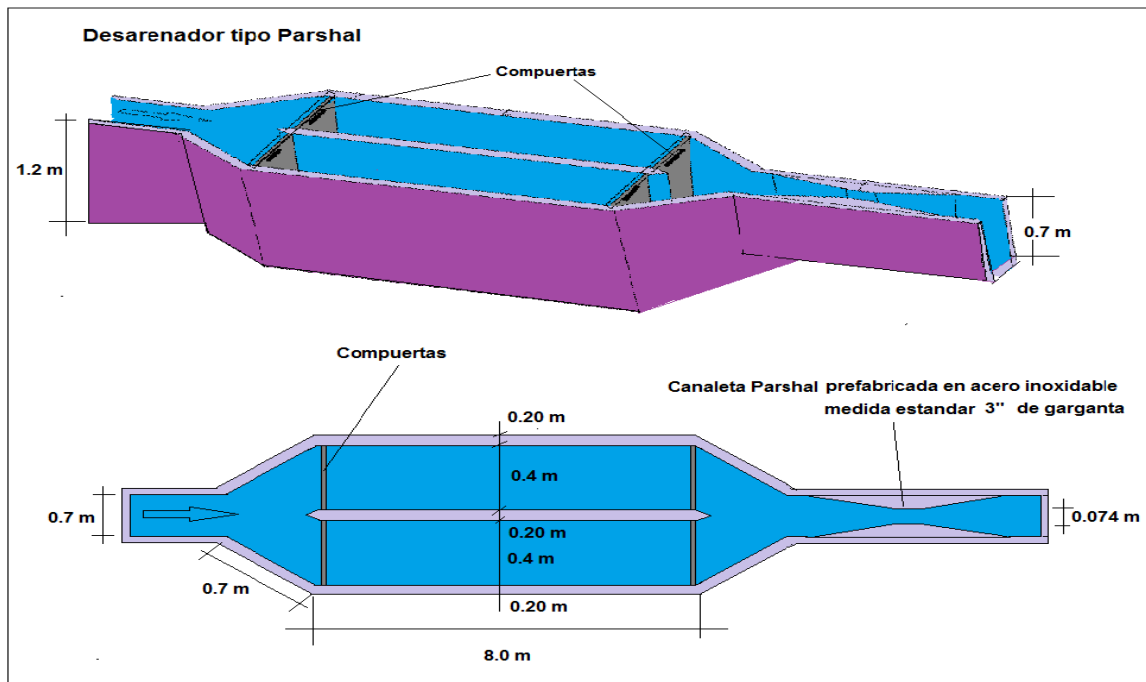 Desarenador tipo Parshal
Compuertas
1.2 m
0.7 m
Compuertas
Canaleta Parshal prefabricada en acero inoxidable
medida estandar 3" de garganta
0.20 m
0.4 m
0.7 m
0.074 m
0.20 m
0.4 m
0.7 m
0.20 m
8.0 m